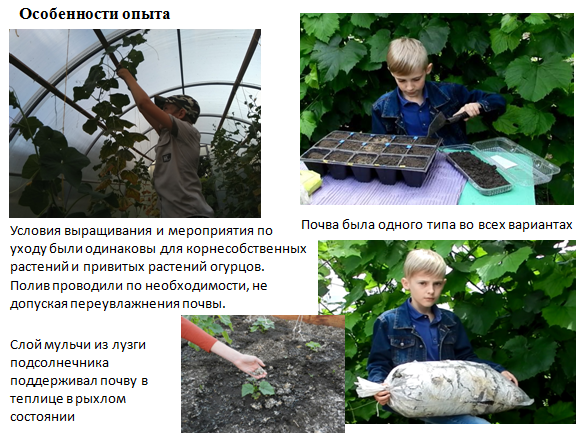 Особенности опыта
Условия выращивания и мероприятия по
уходу были одинаковы для корнесобственных
растений и привитых растений огурцов.
Полив проводили по необходимости, не
допуская переувлажнения почвы.
Почва была одного типа во всех вариантах
Слой мульчи из лузги
подсолнечника
поддерживал почву в
теплице в рыхлом
состоянии